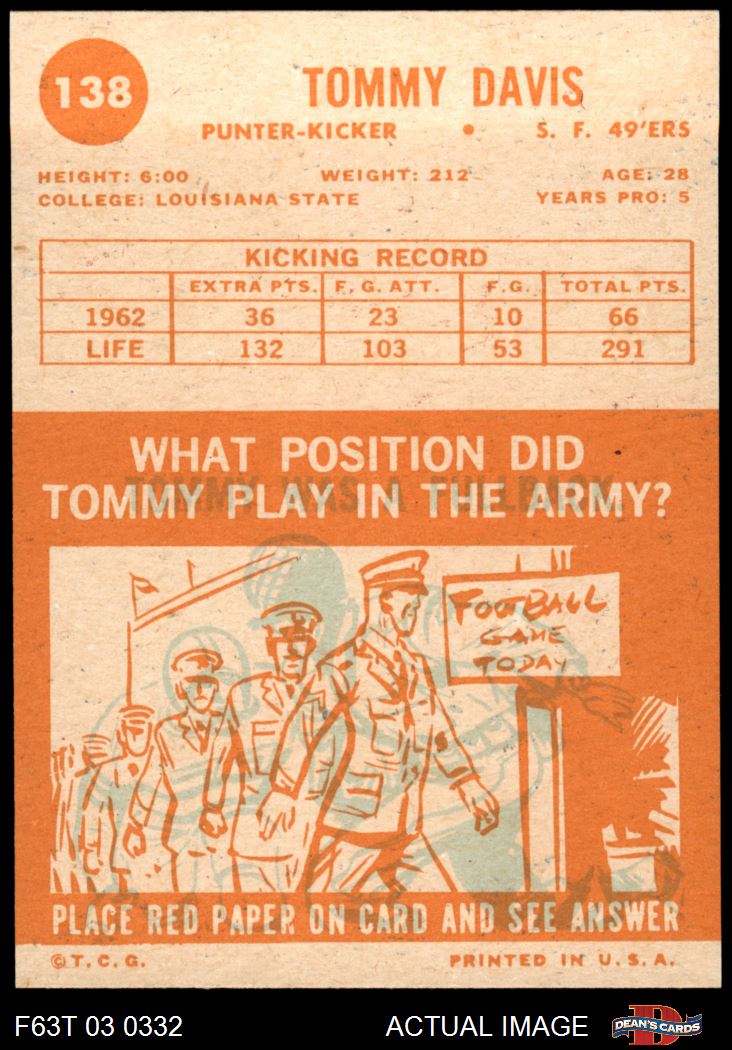 138
TOMMY DAVIS
PUNTER-KICKER • S. F. 49'ERS
HEIGHT: 6:00 WEIGHT: 212 AGE: 28
COLLEGE: LOUISIANA STATE YEARS PRO: 5
KICKING RECORD
EXTRA PTS. F. G. ATT. F.G. TOTAL PTS.
1962 36 23 10 66
LIFE 132 103 53 291
WHAT POSITION DID
TOMMY PLAY IN THE ARMY?
TOMMY WAS A FULLBACK.
FOOTBALL
GAME
TODAY
PLACE RED PAPER ON CARD AND SEE ANSWER
©T.C.G. PRINTED IN U.S.A.
F63T 03 0332 ACTUAL IMAGE
D
DEAN'S CARDS